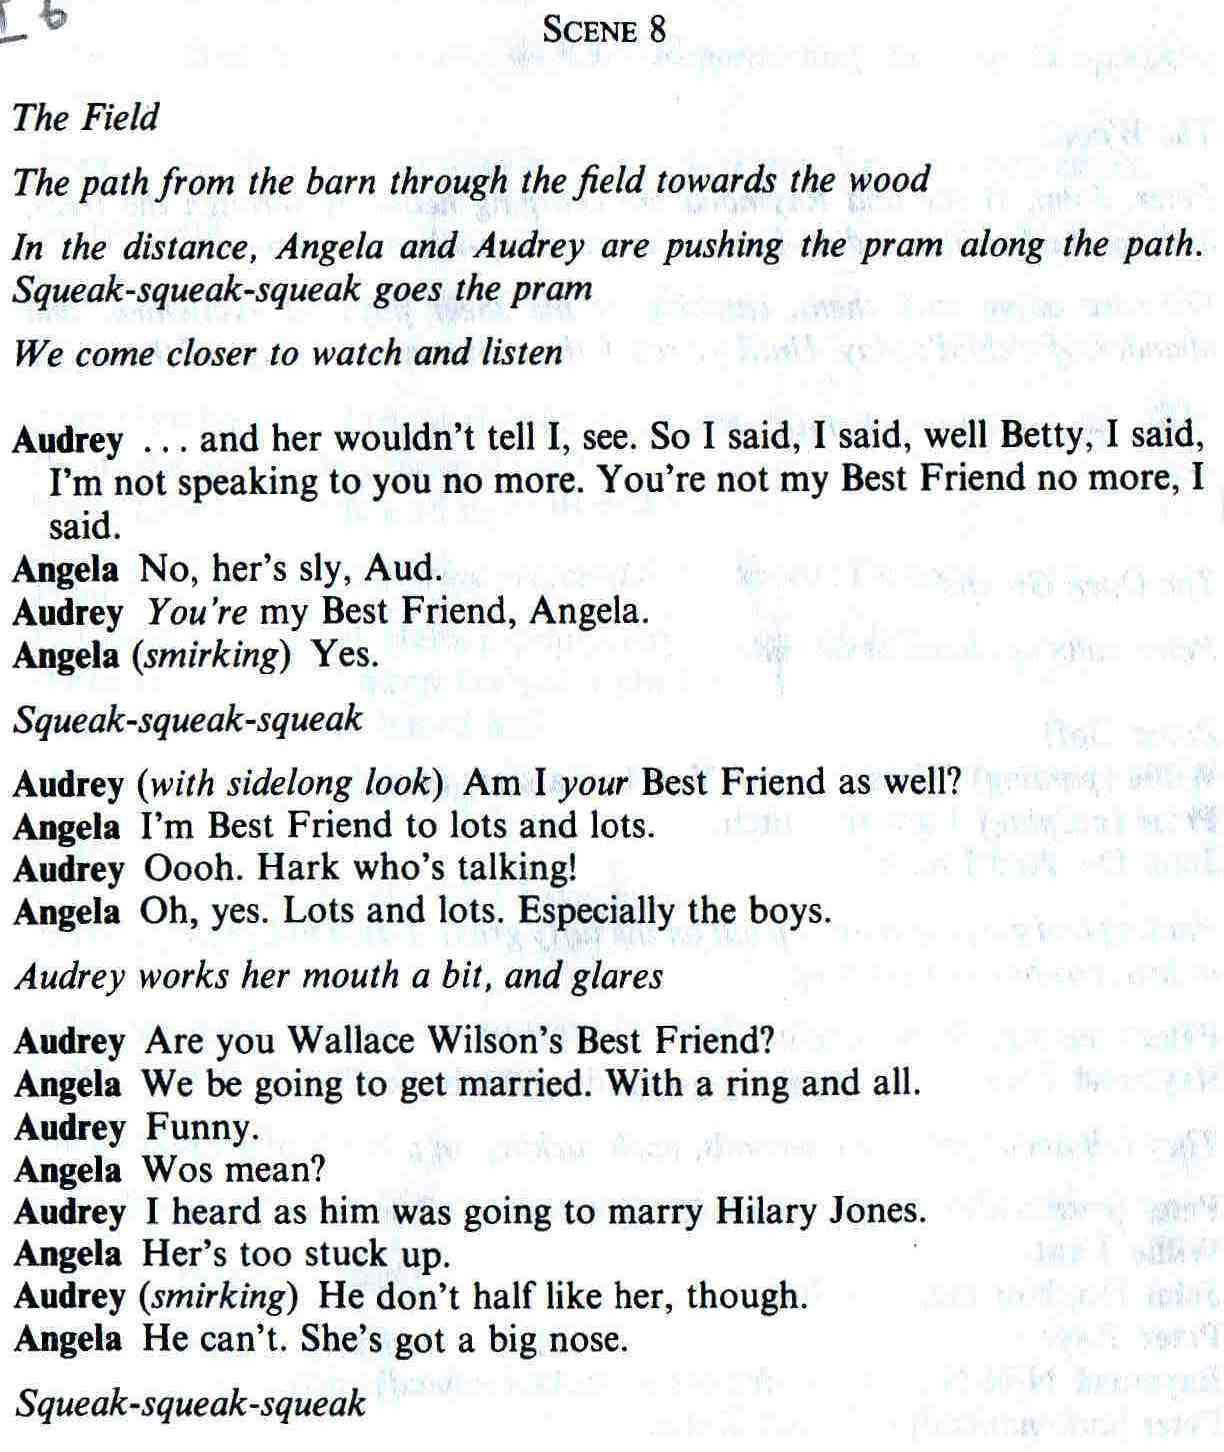 SCENE 8
The Field
The path from the barn through the field towards the wood
In the distance, Angela and Audrey are pushing the pram along the path.
Squeak-squeak-squeak goes the pram
We come closer to watch and listen
Audrey ... and her wouldn't tell I, see. So I said, I said, well Betty, I said,
I'm not speaking to you no more. You're not my Best Friend no more, I
said.
Angela No, her's sly, Aud.
Audrey You're my Best Friend, Angela.
Angela (smirking) Yes.
Squeak-squeak-squeak
Audrey (with sidelong look) Am I your Best Friend as well?
Angela I'm Best Friend to lots and lots.
Audrey Oooh. Hark who's talking!
Angela Oh, yes. Lots and lots. Especially the boys.
Audrey works her mouth a bit, and glares
Audrey Are you Wallace Wilson's Best Friend?
Angela We be going to get married. With a ring and all.
Audrey Funny.
Angela Wos mean?
Audrey I heard as him was going to marry Hilary Jones.
Angela Her's too stuck up.
Audrey (smirking) He don't half like her, though.
Angela He can't. She's got a big nose.
Squeak-squeak-squeak